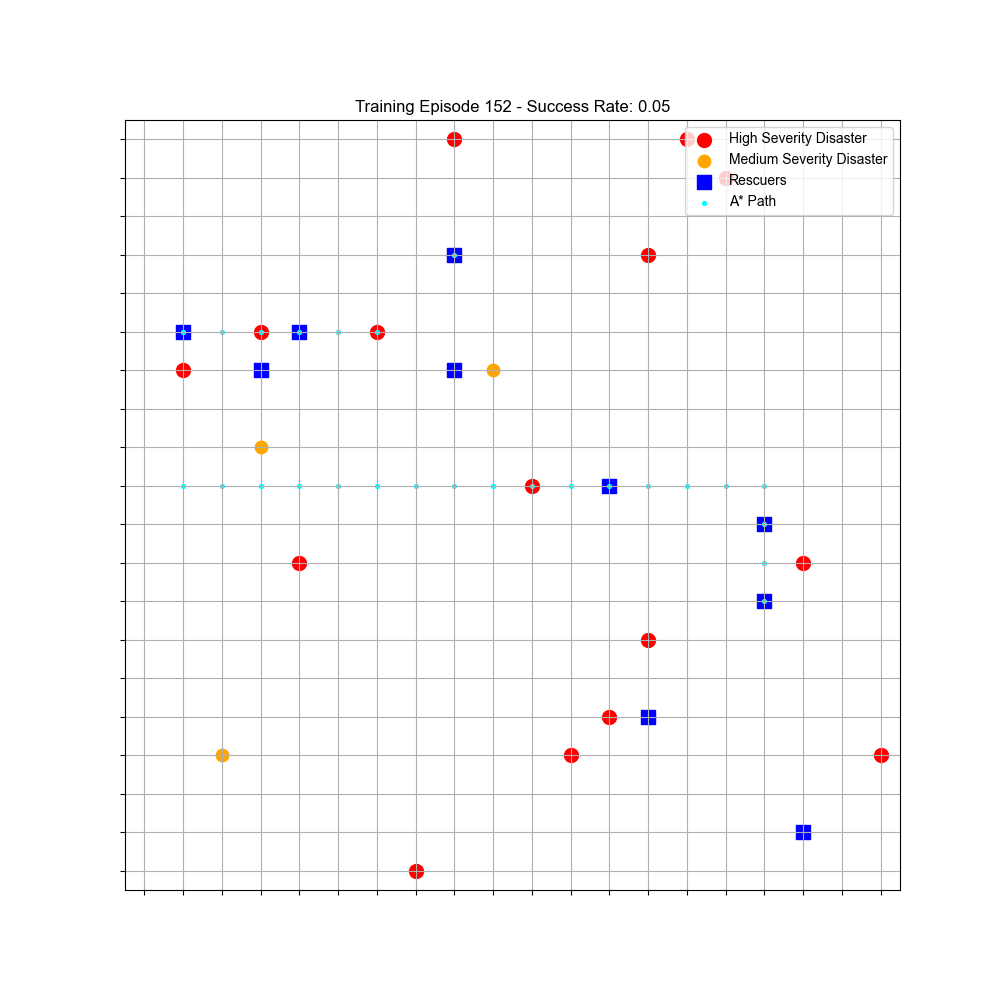 Training Episode 152 - Success Rate: 0.05
High Severity Disaster
Medium Severity Disaster
Rescuers
A* Path